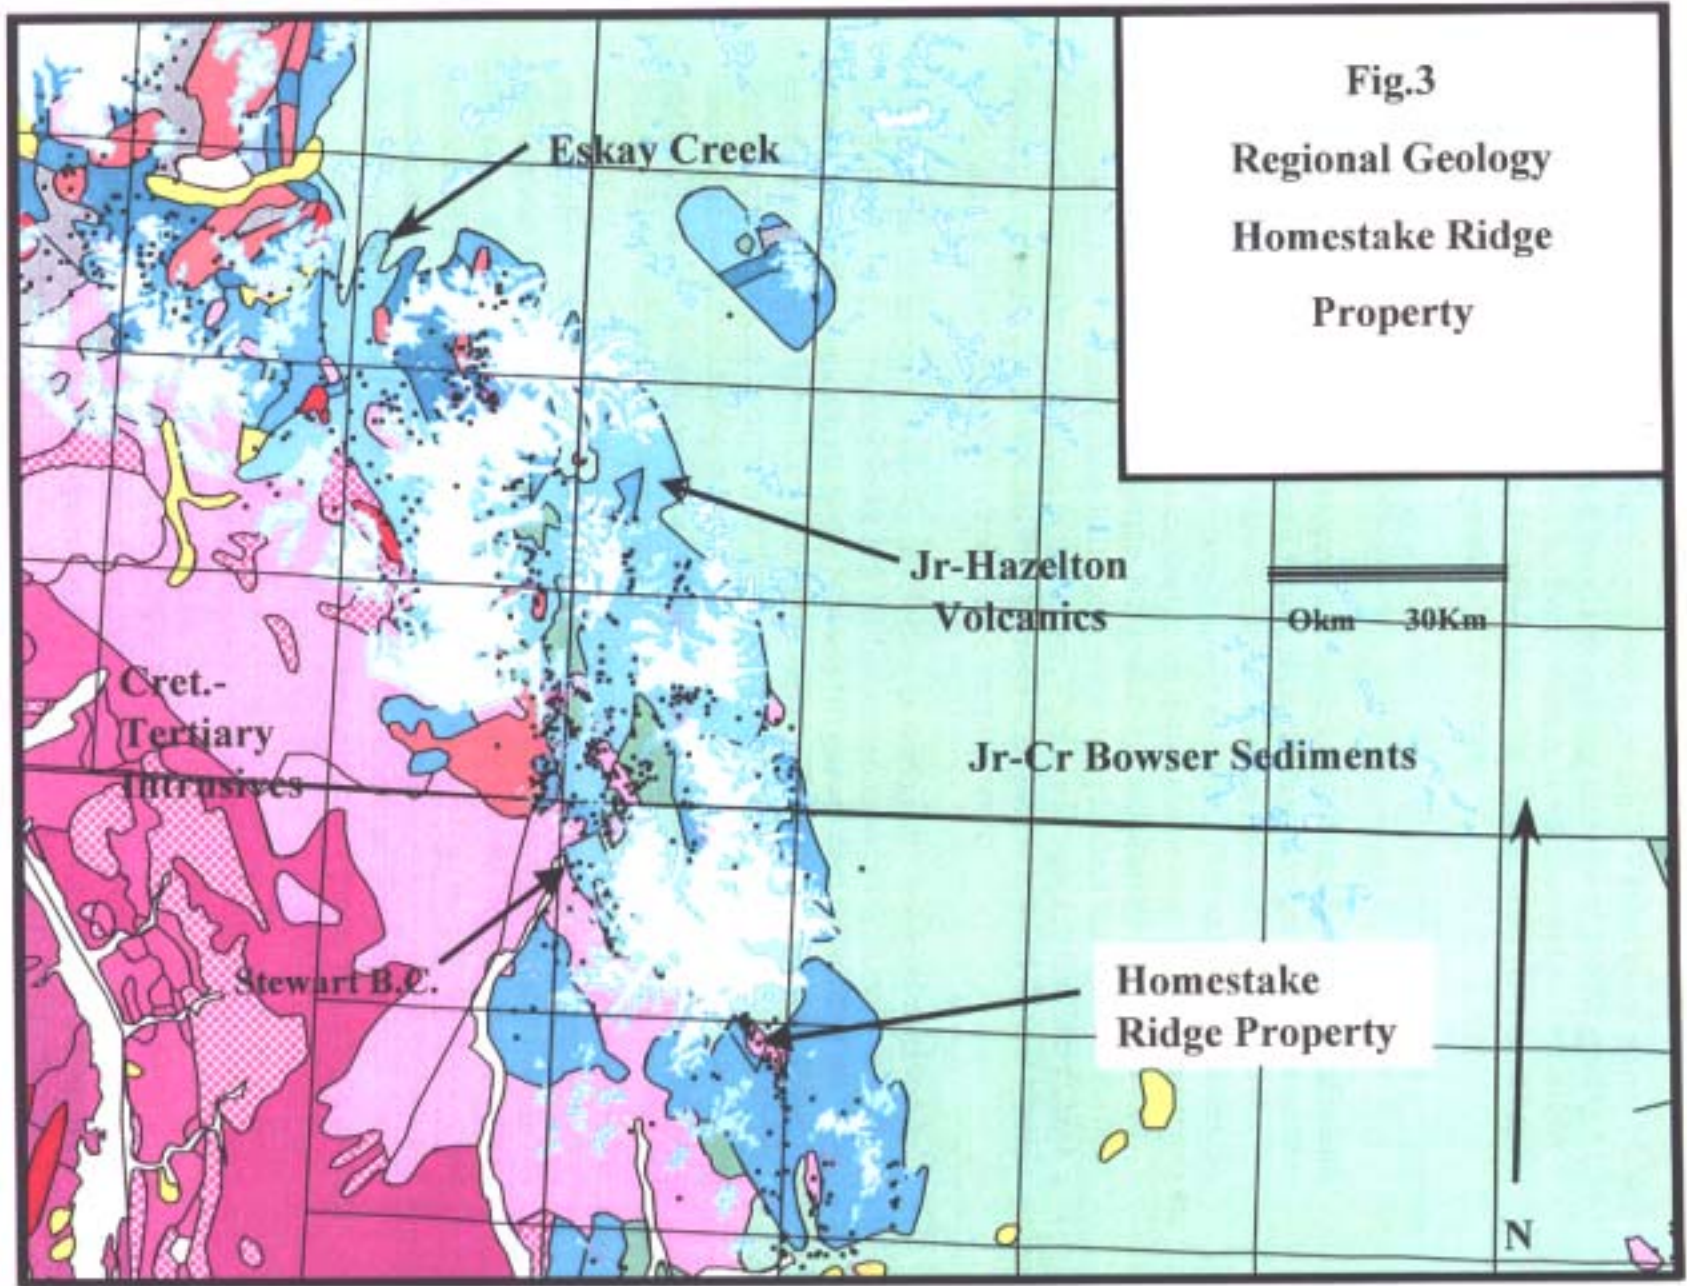 Fig.3
Regional Geology
Homestake Ridge
Property
Eskay Creek
Jr-Hazelton
Volcanics
Okm 30Km
Cret.-
Tertiary
Intrusives
Jr-Cr Bowser Sediments
Stewart B.C.
Homestake
Ridge Property
N